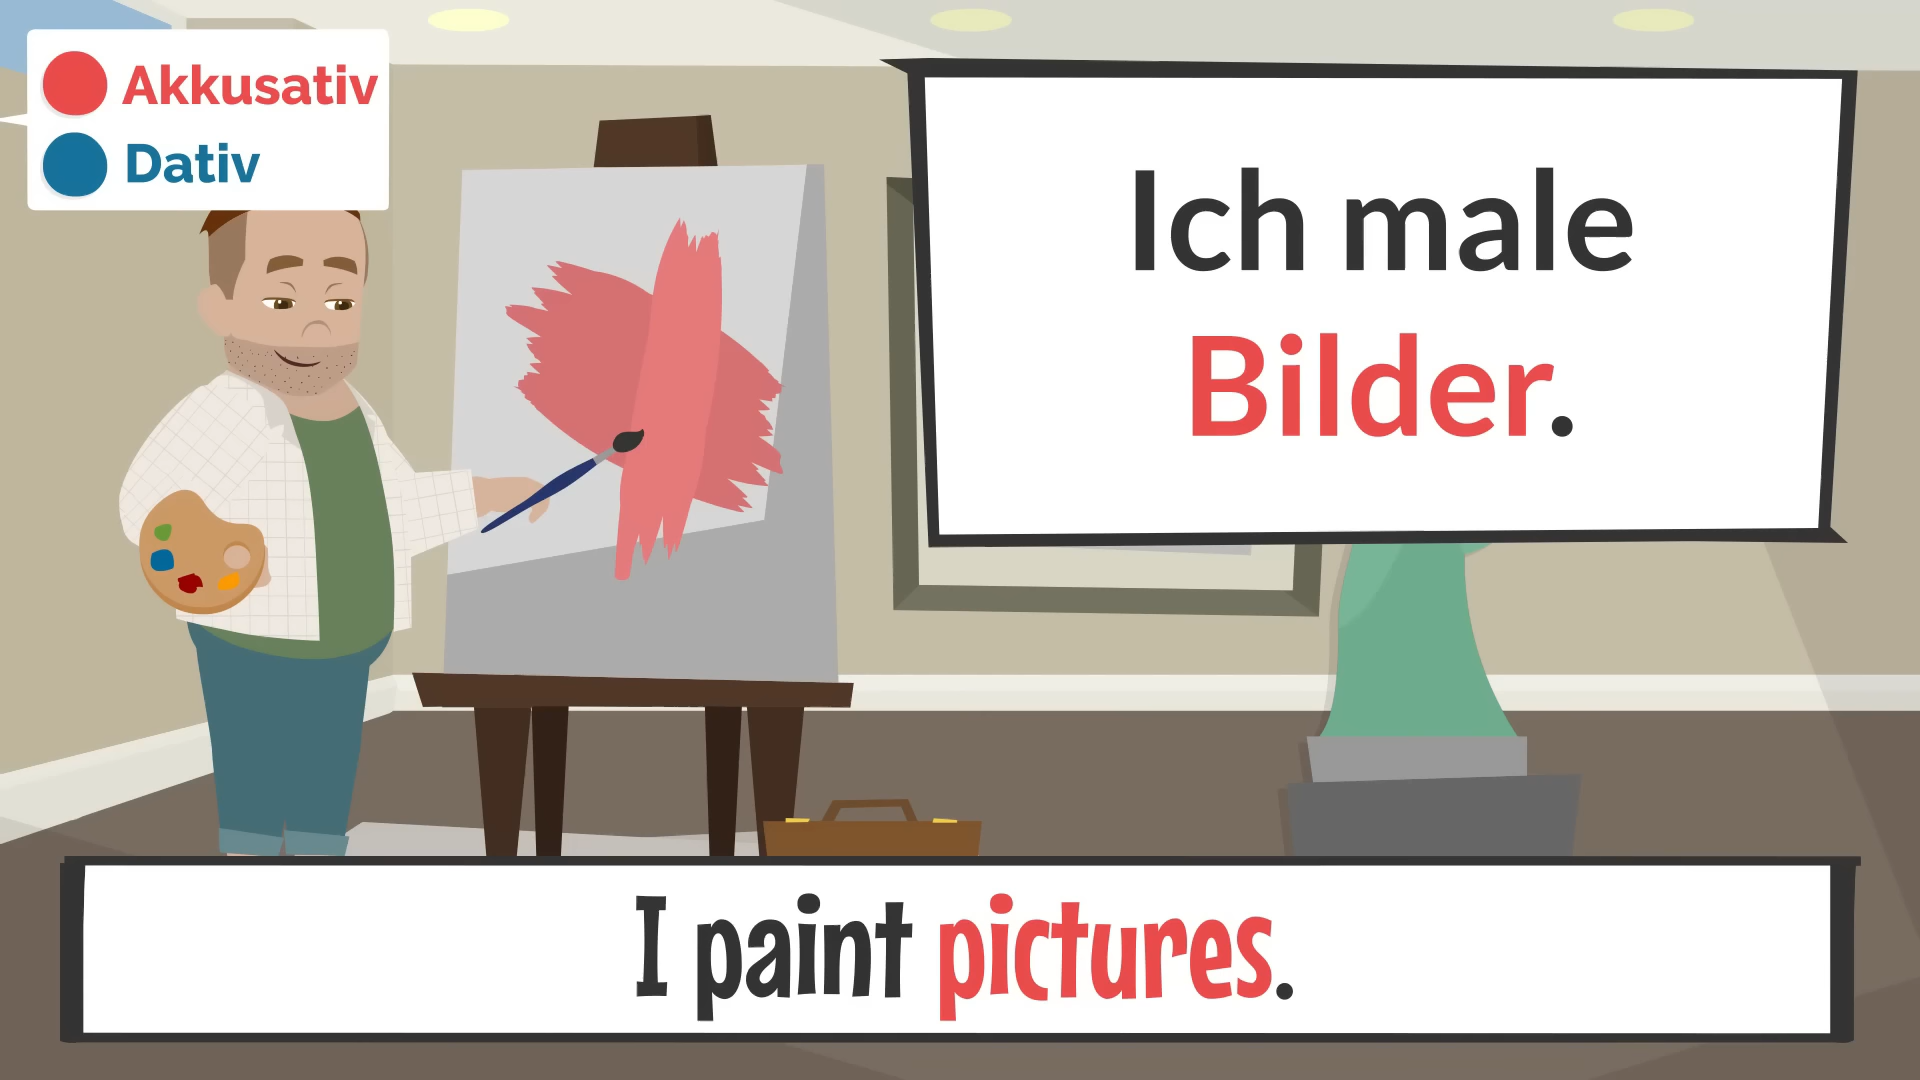 Akkusativ
Dativ
Ich male
Bilder.
I paint pictures.